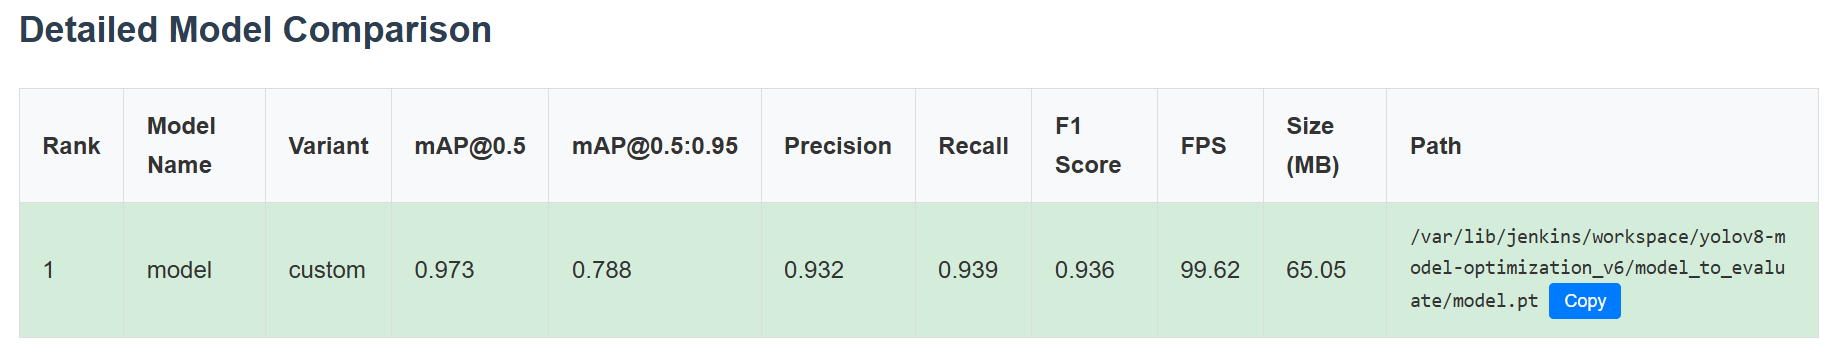 Detailed Model Comparison
Rank
Model
Name
Variant
mAP@0.5
mAP@0.5:0.95
Precision
Recall
F1
Score
FPS
Size
(MB)
Path
1
model
custom
0.973
0.788
0.932
0.939
0.936
99.62
65.05
/var/lib/jenkins/workspace/yolov8-m
odel-optimization_v6/model_to_evalu
ate/model.pt Copy